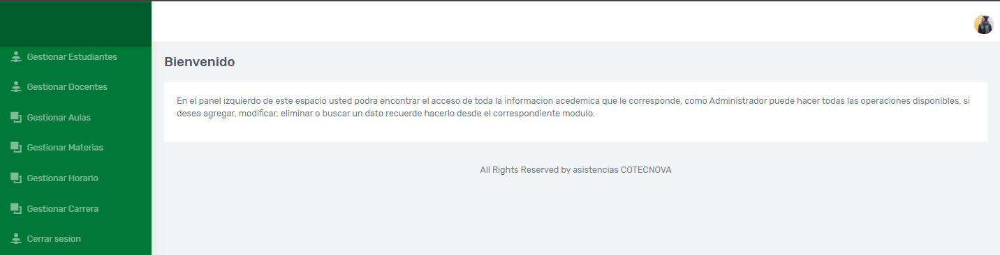 Gestionar Estudiantes
Gestionar Docentes
Gestionar Aulas
Gestionar Materias
Gestionar Horario
Gestionar Carrera
Cerrar sesion
Bienvenido
En el panel izquierdo de este espacio usted podra encontrar el acceso de toda la informacion acedemica que le corresponde, como Administrador puede hacer todas las operaciones disponibles, si
desea agregar, modificar, eliminar o buscar un dato recuerde hacerlo desde el correspondiente modulo.
All Rights Reserved by asistencias COTECNOVA